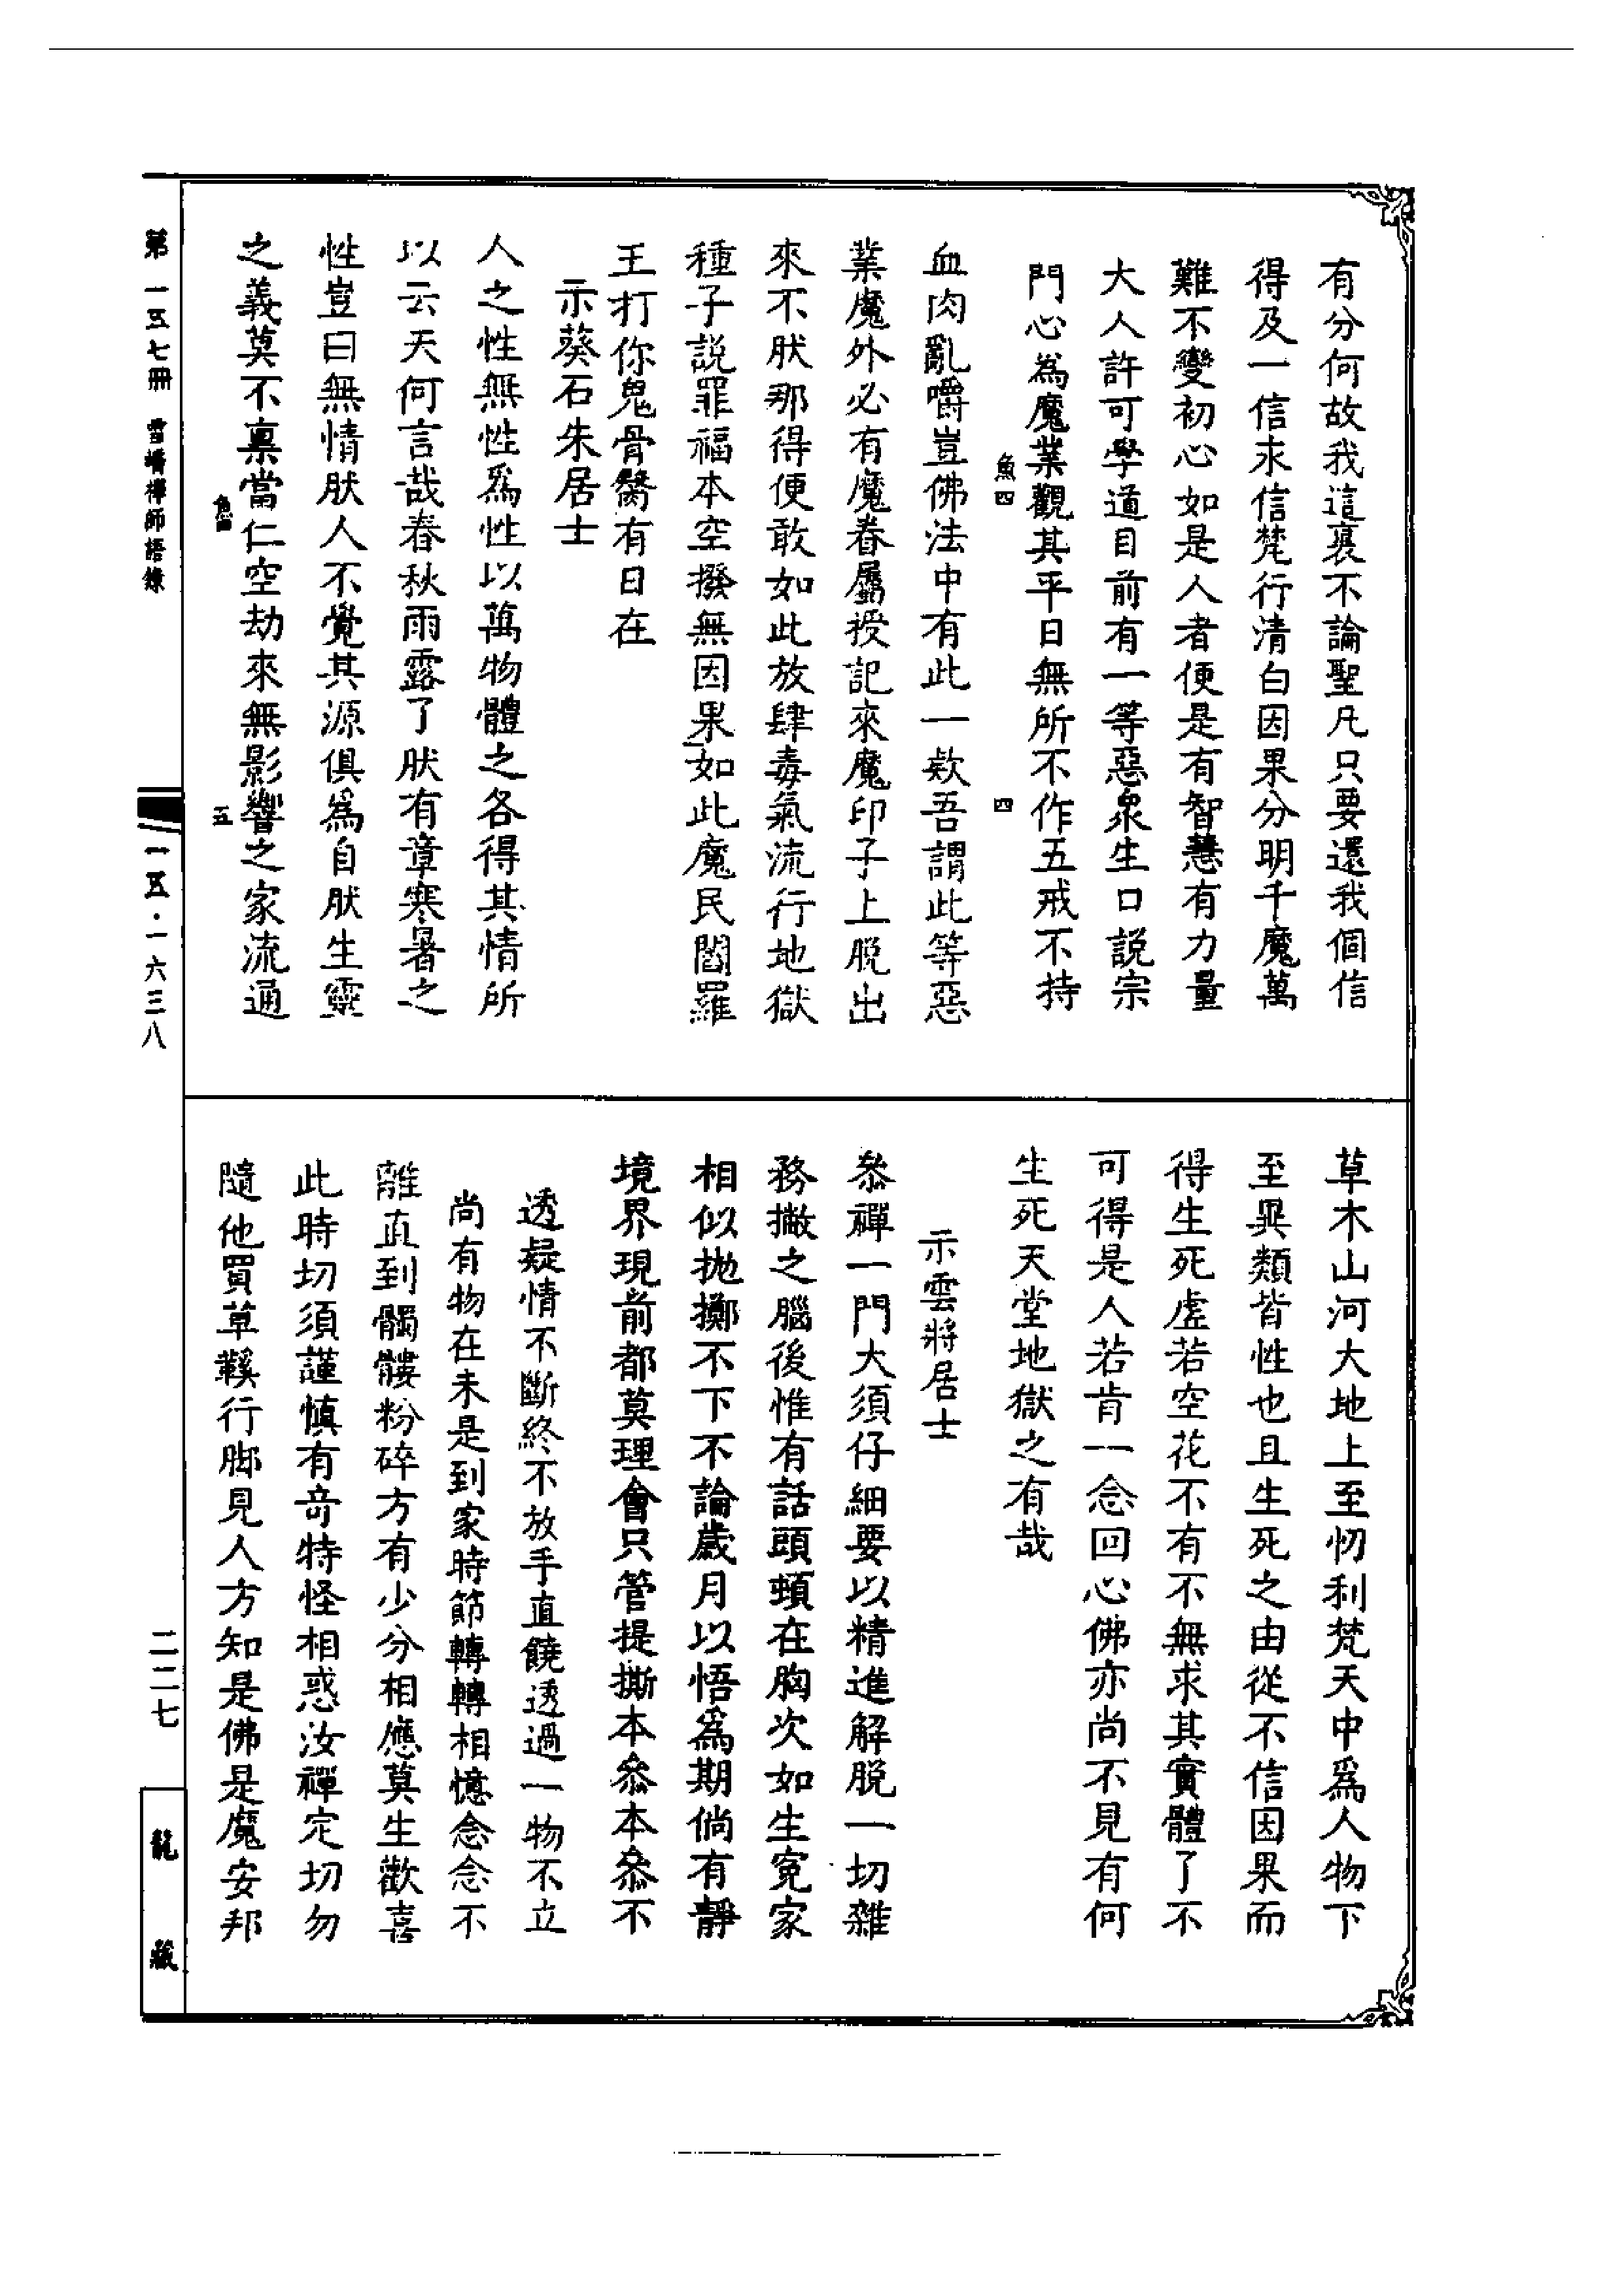 有分何故我這裏不論聖凡只要還我個信
得及一信末信梵行清白因果分明千魔萬
難不變初心如是人者便是有智慧有力量
大人許可學道目前有一等惡衆生口説宗
門心為魔業觀其平日無所不作五戒不持
魚四
四
血肉亂嚼豈佛法中有此一欵吾謂此等惡
業魔外必有魔眷屬授記來魔印子上脱出
來不肰那得便敢如此放肆毒氣流行地獄
種子説罪福本空撥無因果如此魔民閻羅
王打你鬼骨臋有日在
示葵石朱居士
人之性無性爲性以萬物體之各得其情所
以云天何言哉春秋雨露了肰有章寒暑之
性豈曰無情肰人不覺其源俱爲自肰生靈
之義莫不稟當仁空劫來無影響之家流通
魚四
五
草木山河大地上至忉利梵天中爲人物下
至異類皆性也且生死之由從不信因果而
得生死虛若空花不有不無求其實體了不
可得是人若肯一念回心佛亦尚不見有何
生死天堂地獄之有哉
示雲將居士
叅禪一門大須仔細要以精進解脱一切雜
務撇之腦後惟有話頭頓在胸次如生寃家
相似抛擲不下不論歲月以悟爲期倘有靜
境界現前都莫理會只管提撕本叅本叅不
透疑情不斷終不放手直饒透過一物不立
尚有物在未是到家時節轉轉相憶念念不
離直到髑髏粉碎方有少分相應莫生歡喜
此時切須謹慎有奇特怪相惑汝禪定切勿
隨他買草鞵行脚見人方知是佛是魔安邦
第一五七冊 雪嶠禪師語錄
一五·一六三八
二二七
龍藏